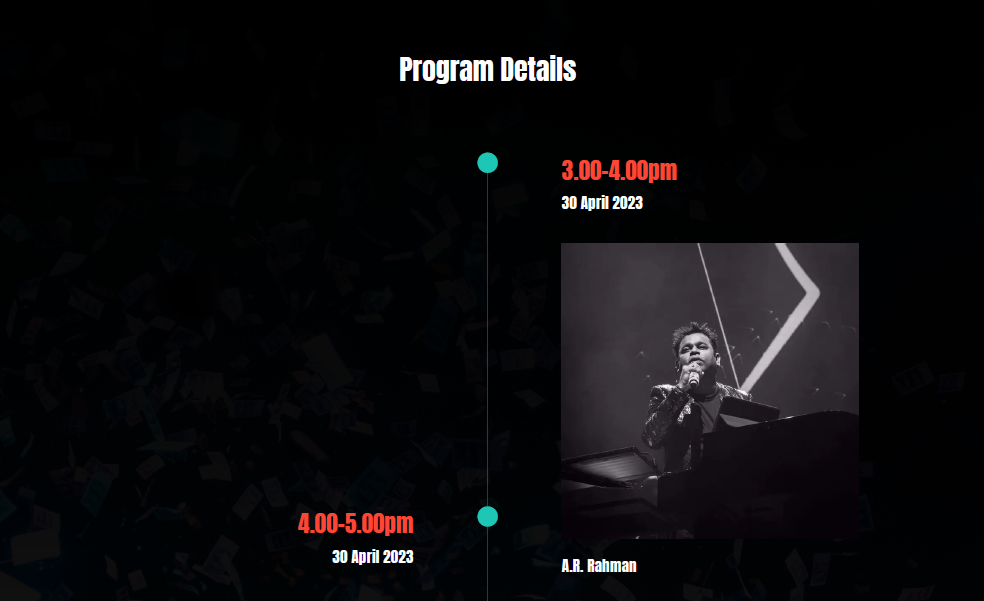 Program Details
3.00-4.00pm
30 April 2023
A.R. Rahman
4.00-5.00pm
30 April 2023